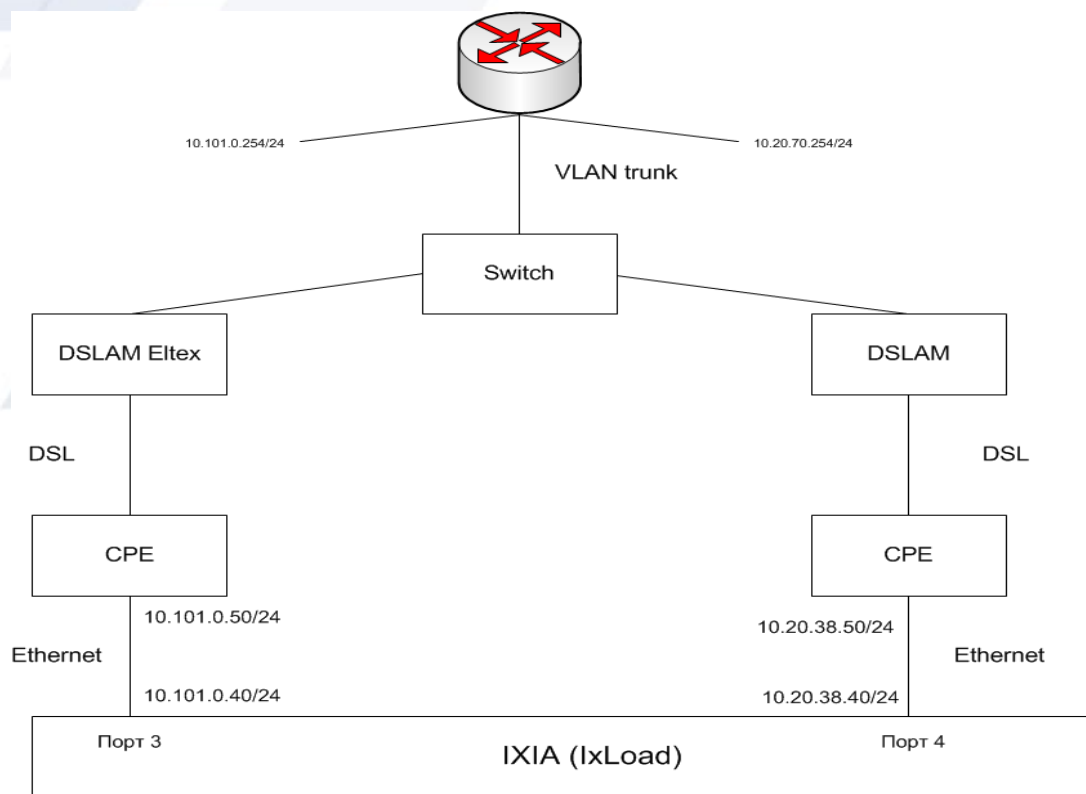 10.101.0.254/24
10.20.70.254/24
VLAN trunk
Switch
DSLAM Eltex
DSLAM
DSL
DSL
CPE
CPE
10.101.0.50/24
10.20.38.50/24
Ethernet
Ethernet
10.101.0.40/24
10.20.38.40/24
Порт 3
IXIA (IxLoad)
Порт 4